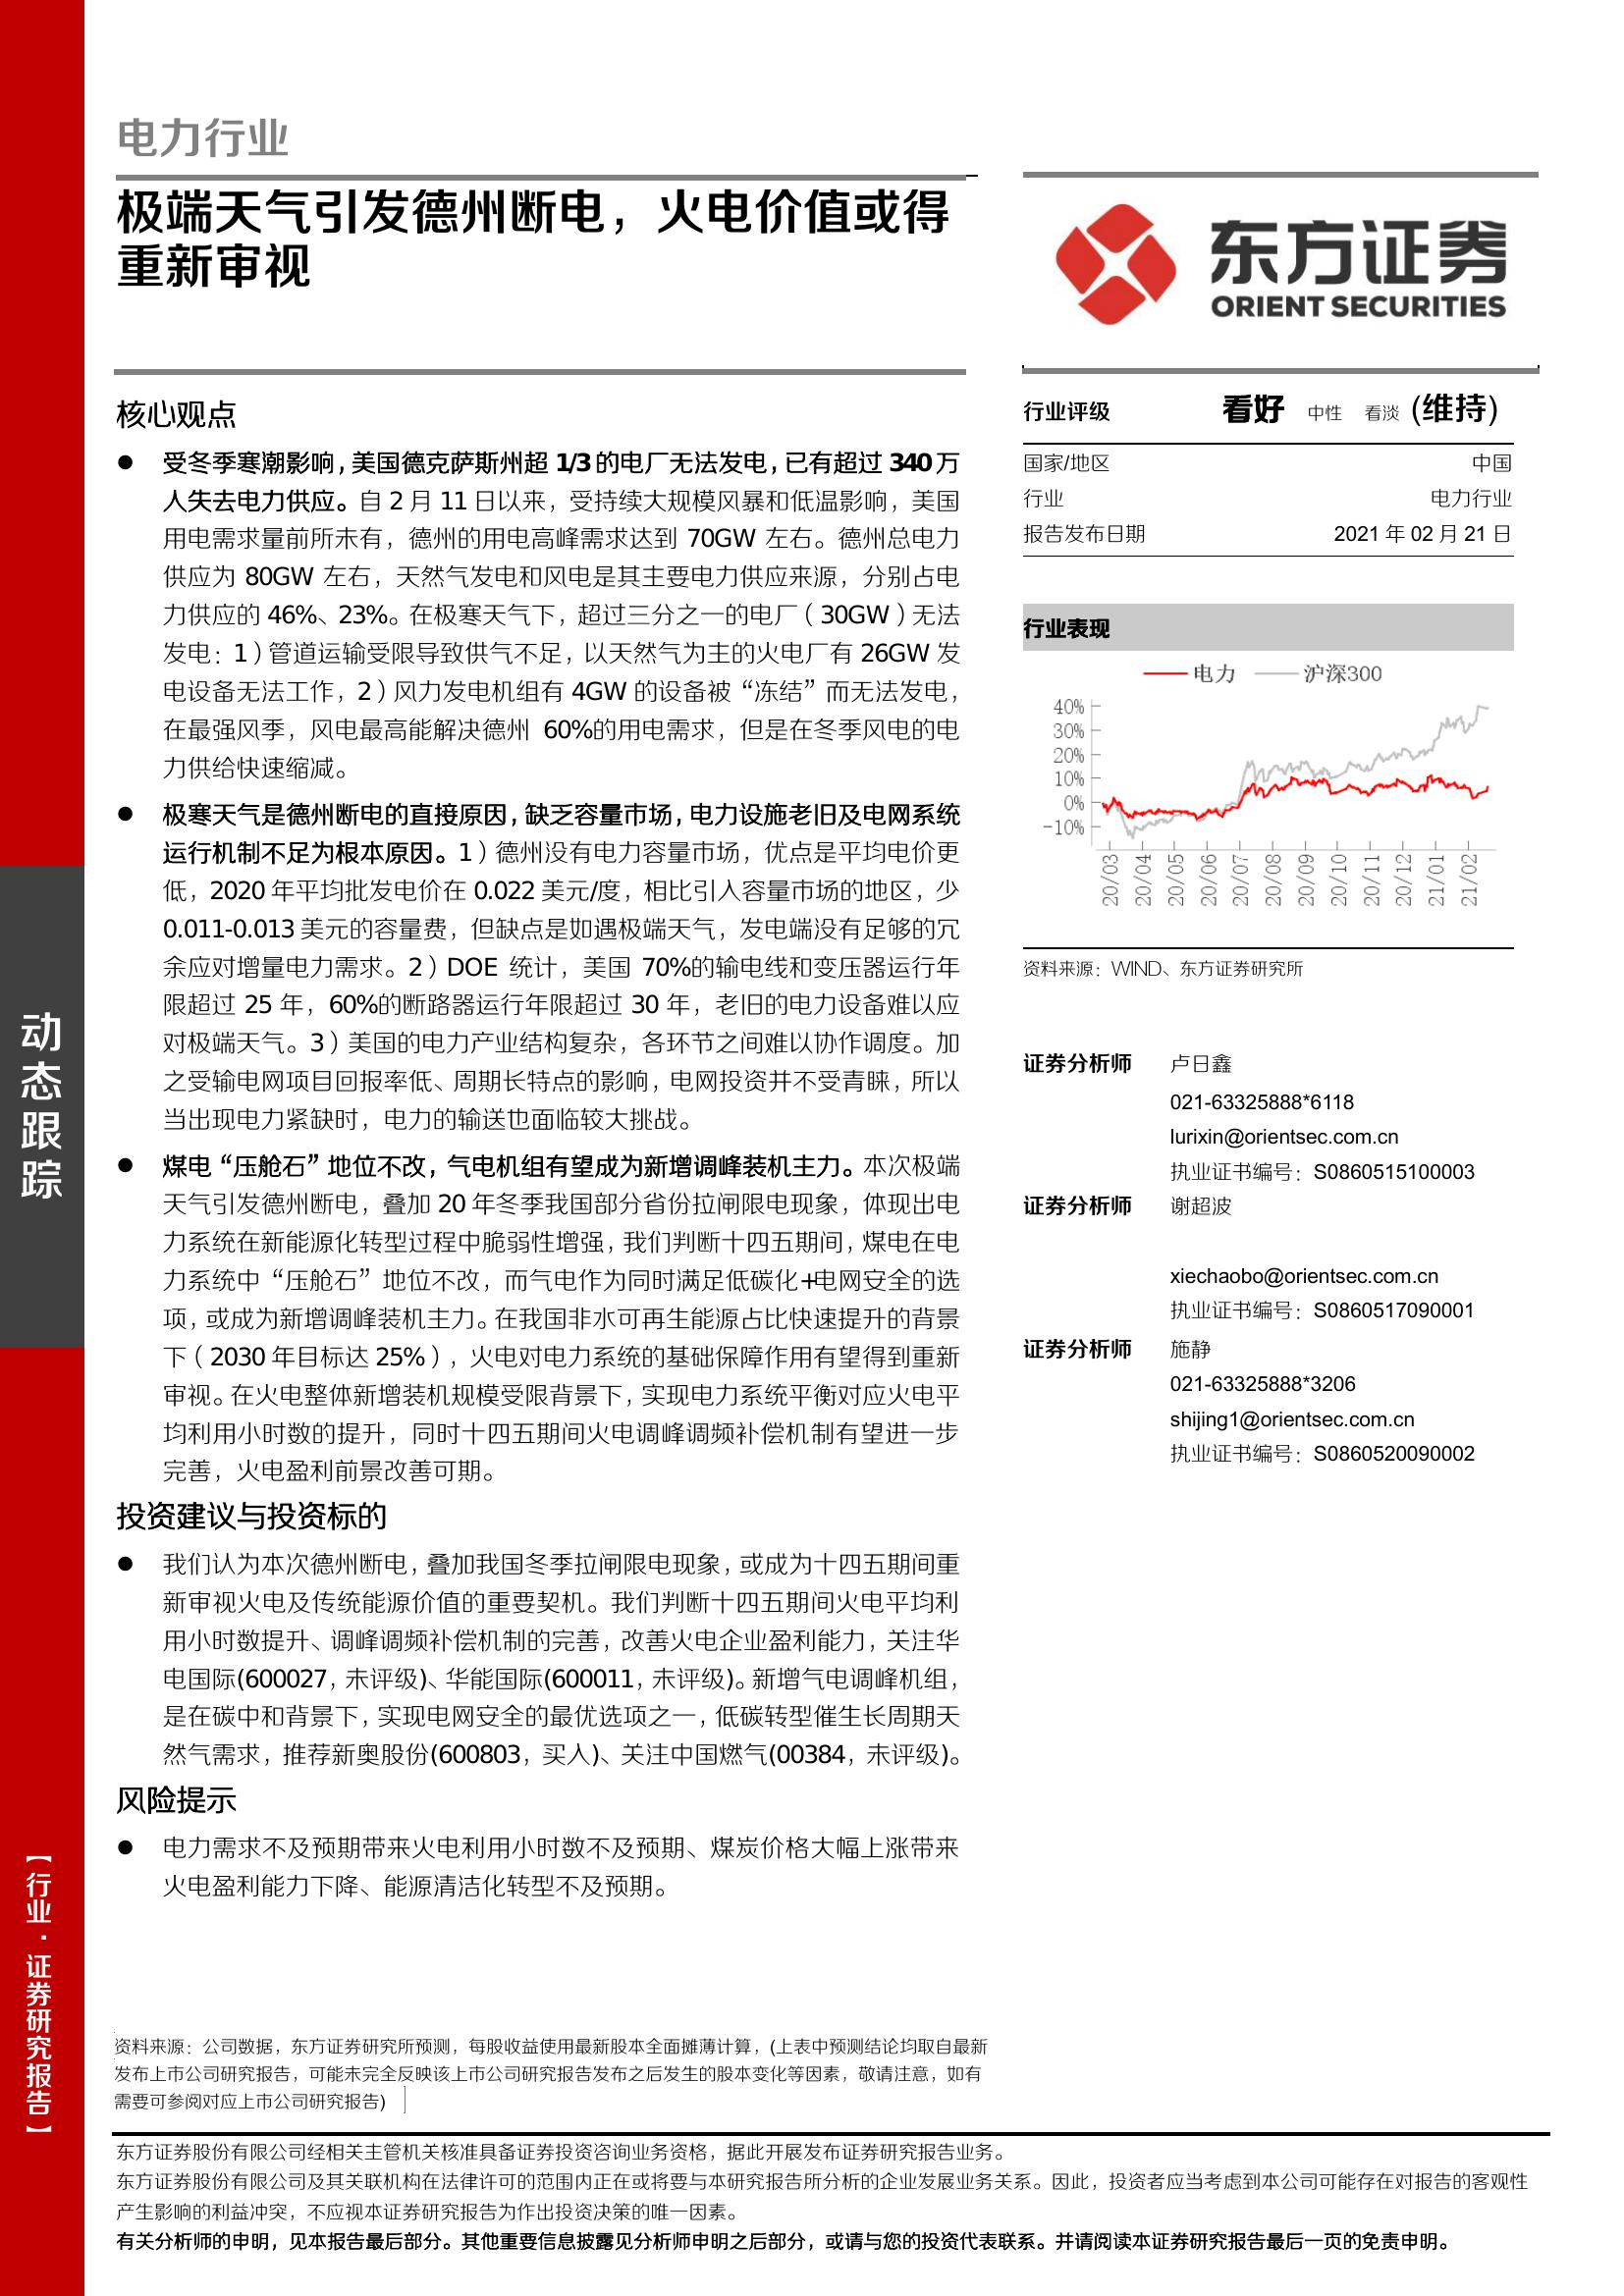 电力行业
极端天气引发德州断电，火电价值或得
重新审视
核心观点
● 受冬季寒潮影响，美国德克萨斯州超 1/3 的电厂无法发电，已有超过 340 万
人失去电力供应。自 2 月 11 日以来，受持续大规模风暴和低温影响，美国
用电需求量前所未有，德州的用电高峰需求达到 70GW 左右。德州总电力
供应为 80GW 左右，天然气发电和风电是其主要电力供应来源，分别占电
力供应的 46%、23%。在极寒天气下，超过三分之一的电厂（30GW）无法
发电：1）管道运输受限导致供气不足，以天然气为主的火电厂有 26GW 发
电设备无法工作，2）风力发电机组有 4GW 的设备被“冻结”而无法发电，
在最强风季，风电最高能解决德州 60%的用电需求，但是在冬季风电的电
力供给快速缩减。
● 极寒天气是德州断电的直接原因，缺乏容量市场，电力设施老旧及电网系统
运行机制不足为根本原因。1）德州没有电力容量市场，优点是平均电价更
低，2020 年平均批发电价在 0.022 美元/度，相比引入容量市场的地区，少
0.011-0.013 美元的容量费，但缺点是如遇极端天气，发电端没有足够的冗
余应对增量电力需求。2）DOE 统计，美国 70%的输电线和变压器运行年
限超过 25 年，60%的断路器运行年限超过 30 年，老旧的电力设备难以应
对极端天气。3）美国的电力产业结构复杂，各环节之间难以协作调度。加
之受输电网项目回报率低、周期长特点的影响，电网投资并不受青睐，所以
当出现电力紧缺时，电力的输送也面临较大挑战。
● 煤电“压舱石”地位不改，气电机组有望成为新增调峰装机主力。本次极端
天气引发德州断电，叠加 20 年冬季我国部分省份拉闸限电现象，体现出电
力系统在新能源化转型过程中脆弱性增强，我们判断十四五期间，煤电在电
力系统中“压舱石”地位不改，而气电作为同时满足低碳化+电网安全的选
项，或成为新增调峰装机主力。在我国非水可再生能源占比快速提升的背景
下（2030 年目标达 25%），火电对电力系统的基础保障作用有望得到重新
审视。在火电整体新增装机规模受限背景下，实现电力系统平衡对应火电平
均利用小时数的提升，同时十四五期间火电调峰调频补偿机制有望进一步
完善，火电盈利前景改善可期。
投资建议与投资标的
● 我们认为本次德州断电，叠加我国冬季拉闸限电现象，或成为十四五期间重
新审视火电及传统能源价值的重要契机。我们判断十四五期间火电平均利
用小时数提升、调峰调频补偿机制的完善，改善火电企业盈利能力，关注华
电国际(600027，未评级)、华能国际(600011，未评级)。新增气电调峰机组，
是在碳中和背景下，实现电网安全的最优选项之一，低碳转型催生长周期天
然气需求，推荐新奥股份(600803，买入)、关注中国燃气(00384，未评级)。
风险提示
● 电力需求不及预期带来火电利用小时数不及预期、煤炭价格大幅上涨带来
火电盈利能力下降、能源清洁化转型不及预期。
东方证券
ORIENT SECURITIES
行业评级 看好 中性 看淡 (维持)
国家/地区 中国
行业 电力行业
报告发布日期 2021 年 02 月 21 日
行业表现
电力 沪深300
40%
30%
20%
10%
0%
-10%
20/03 20/04 20/05 20/06 20/07 20/08 20/09 20/10 20/11 20/12 21/01 21/02
资料来源：WIND、东方证券研究所
证券分析师 卢日鑫
021-63325888*6118
lurixin@orientsec.com.cn
执业证书编号：S0860515100003
证券分析师 谢超波
xiechaobo@orientsec.com.cn
执业证书编号：S0860517090001
证券分析师 施静
021-63325888*3206
shijing1@orientsec.com.cn
执业证书编号：S0860520090002
动态跟踪
【行业·证券研究报告】
资料来源：公司数据，东方证券研究所预测，每股收益使用最新股本全面摊薄计算，(上表中预测结论均取自最新
发布上市公司研究报告，可能未完全反映该上市公司研究报告发布之后发生的股本变化等因素，敬请注意，如有
需要可参阅对应上市公司研究报告)
东方证券股份有限公司经相关主管机关核准具备证券投资咨询业务资格，据此开展发布证券研究报告业务。
东方证券股份有限公司及其关联机构在法律许可的范围内正在或将要与本研究报告所分析的企业发展业务关系。因此，投资者应当考虑到本公司可能存在对报告的客观性
产生影响的利益冲突，不应视本证券研究报告为作出投资决策的唯一因素。
有关分析师的申明，见本报告最后部分。其他重要信息披露见分析师申明之后部分，或请与您的投资代表联系。并请阅读本证券研究报告最后一页的免责申明。